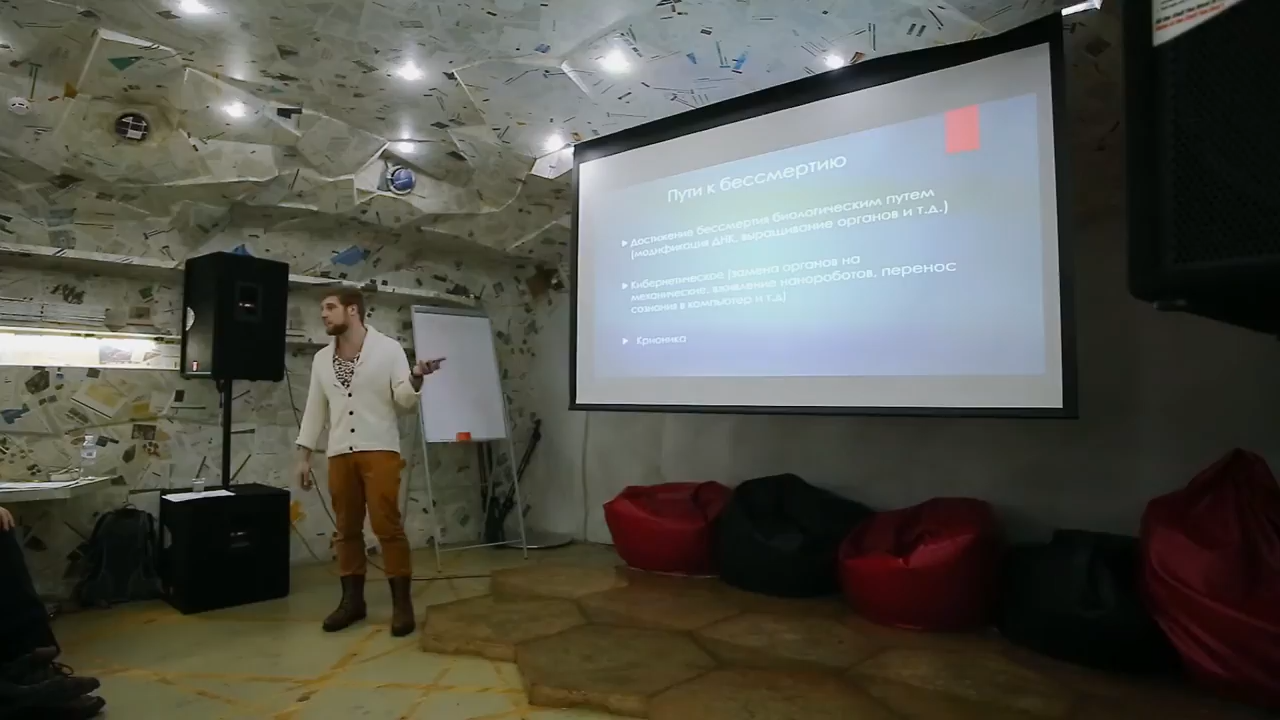 Пути к бессмертию
Достижение бессмертия биологическим путем
(модификация ДНК, выращивание органов и т.д.)
Кибернетическое (замена органов на
механические, вживление нанороботов, перенос
сознания в компьютер и т.д)
Крионика